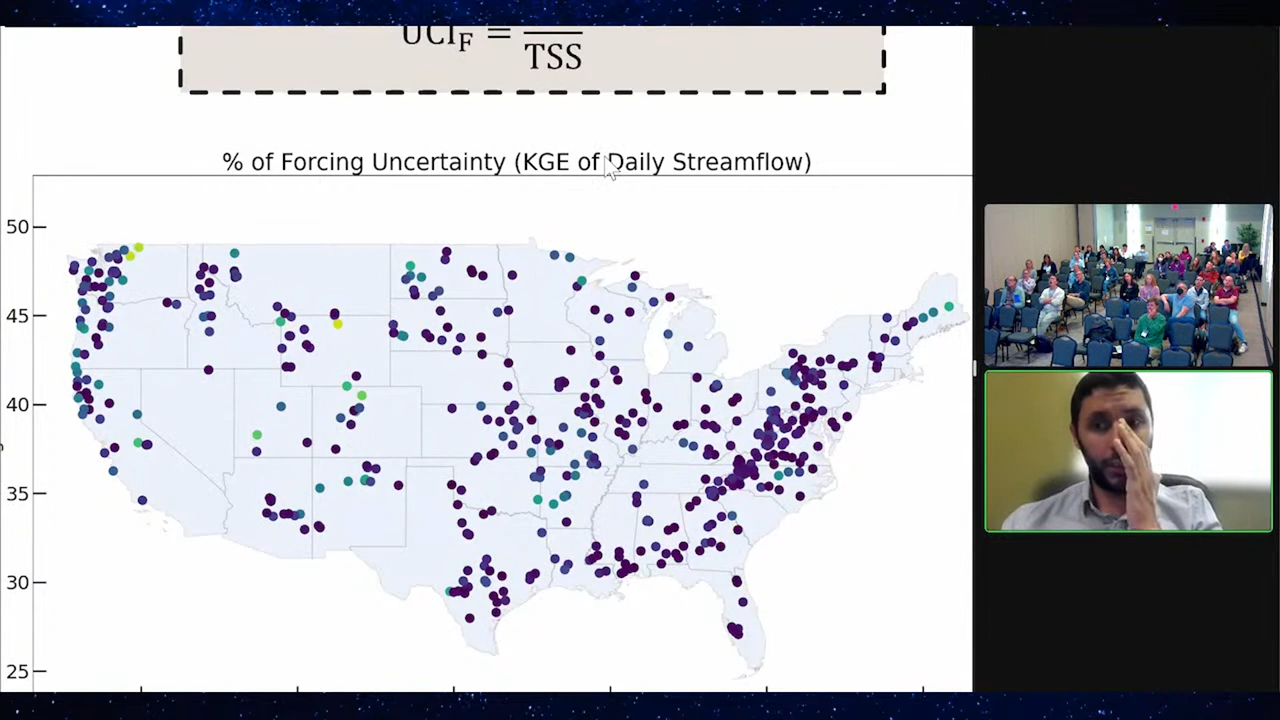 UCI_F =
TSS
% of Forcing Uncertainty (KGE of Daily Streamflow)
50
45
40
35
30
25